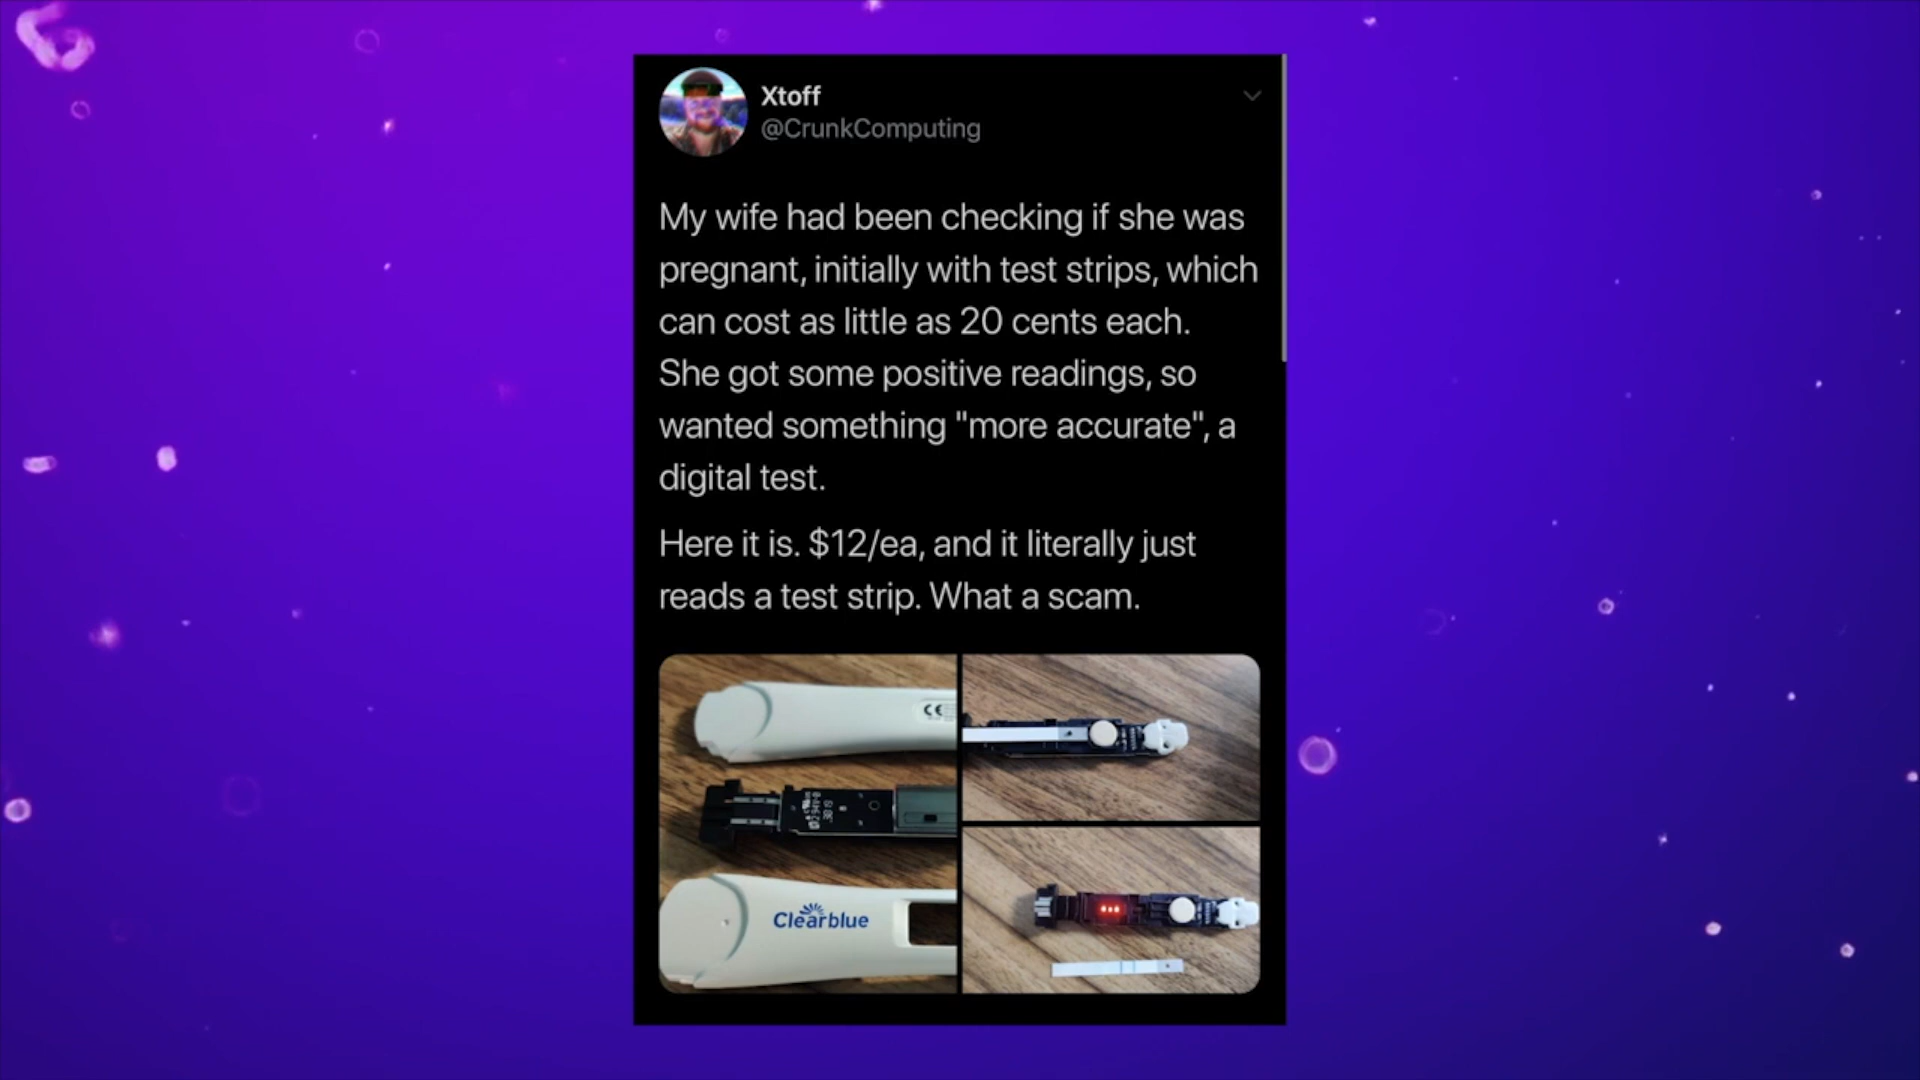 Xtoff
@CrunkComputing
My wife had been checking if she was
pregnant, initially with test strips, which
can cost as little as 20 cents each.
She got some positive readings, so
wanted something "more accurate", a
digital test.
Here it is. $12/ea, and it literally just
reads a test strip. What a scam.
CE
Clearblue